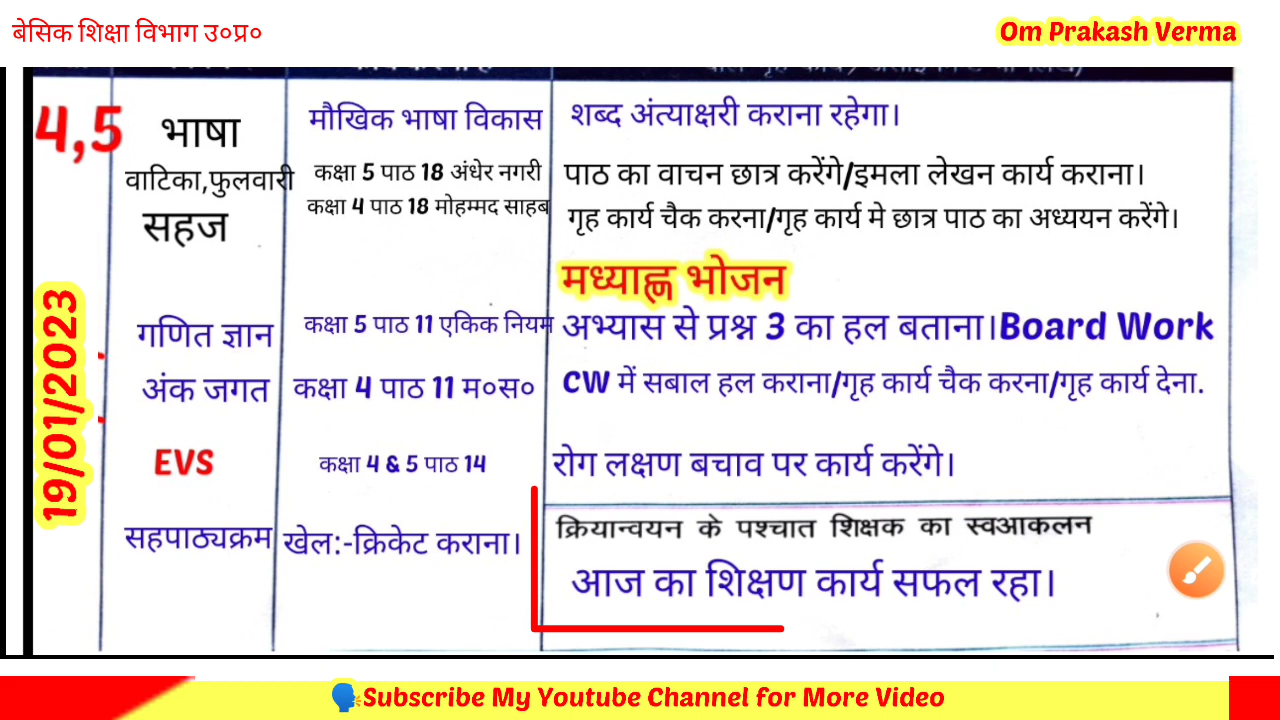 बेसिक शिक्षा विभाग उ०प्र०
Om Prakash Verma
4,5
भाषा
मौखिक भाषा विकास
शब्द अंत्याक्षरी कराना रहेगा।
वाटिका,फुलवारी
कक्षा 5 पाठ 18 अंधेर नगरी
पाठ का वाचन छात्र करेंगे/इमला लेखन कार्य कराना।
सहज
कक्षा 4 पाठ 18 मोहम्मद साहब
गृह कार्य चैक करना/गृह कार्य मे छात्र पाठ का अध्ययन करेंगे।
मध्याह्न भोजन
19/01/2023
गणित ज्ञान
कक्षा 5 पाठ 11 एकिक नियम
अभ्यास से प्रश्न 3 का हल बताना।Board Work
अंक जगत
कक्षा 4 पाठ 11 म०स०
CW में सबाल हल कराना/गृह कार्य चैक करना/गृह कार्य देना.
EVS
कक्षा 4 & 5 पाठ 14
रोग लक्षण बचाव पर कार्य करेंगे।
सहपाठ्यक्रम
खेल:-क्रिकेट कराना।
क्रियान्वयन के पश्चात शिक्षक का स्वआकलन
आज का शिक्षण कार्य सफल रहा।
Subscribe My Youtube Channel for More Video